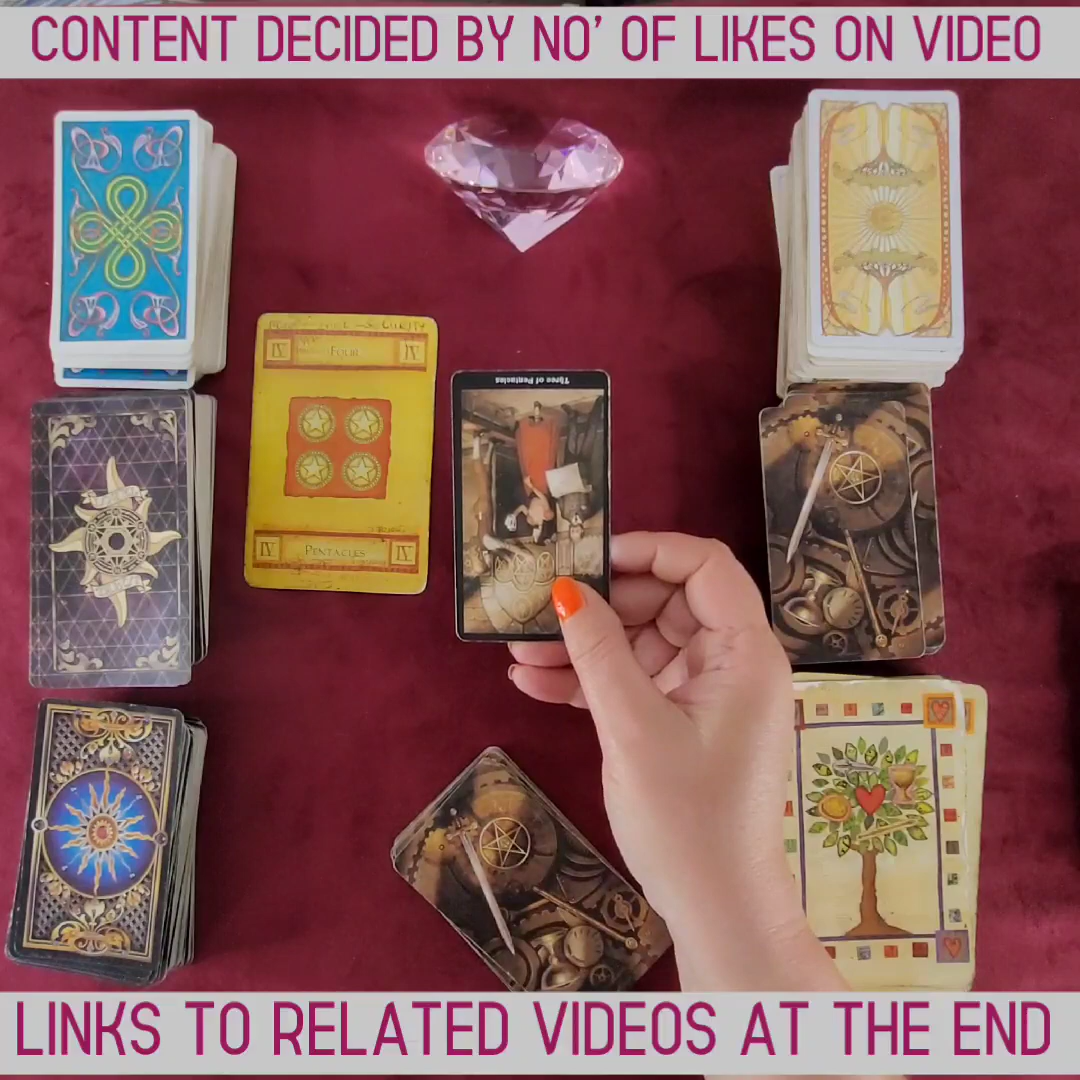 CONTENT DECIDED BY NO' OF LIKES ON VIDEO
IV FOUR IV
IV PENTACLES IV
Three of Pentacles
LINKS TO RELATED VIDEOS AT THE END